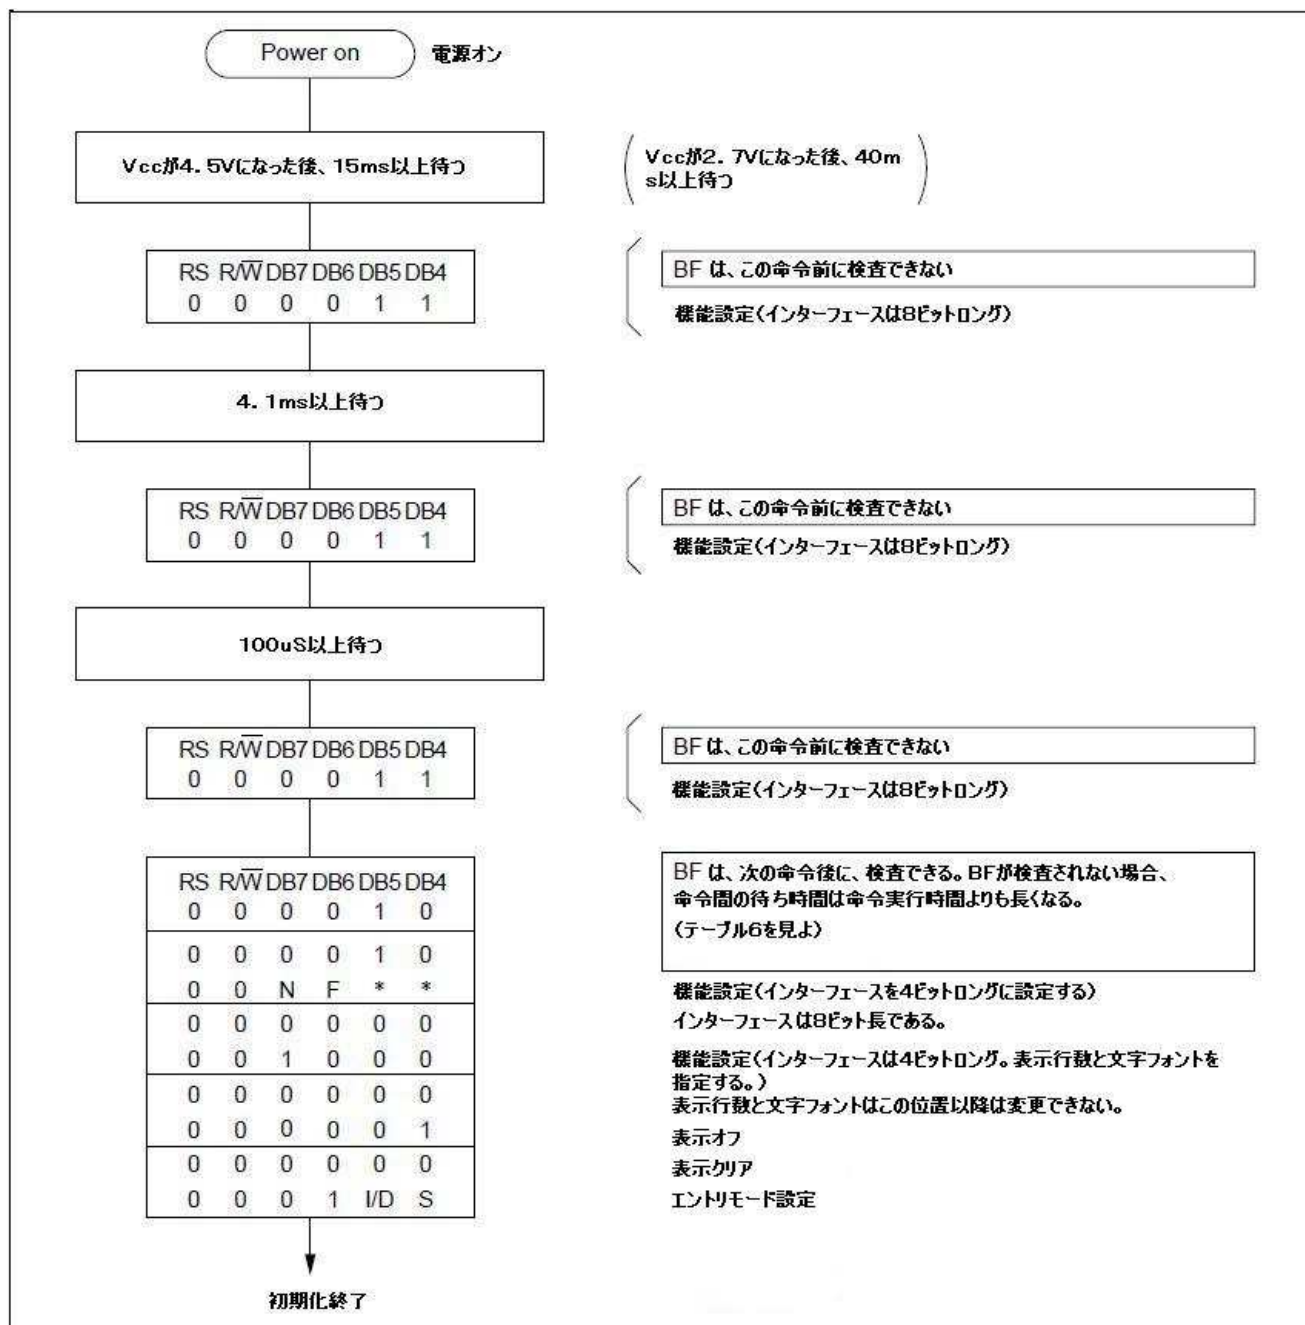 Power on 電源オン
Vccが4.5Vになった後、15ms以上待つ
Vccが2.7Vになった後、40m
s以上待つ
RS R/W DB7 DB6 DB5 DB4
0 0 0 0 1 1
BF は、この命令前に検査できない
機能設定(インターフェースは8ビットロング)
4.1ms以上待つ
RS R/W DB7 DB6 DB5 DB4
0 0 0 0 1 1
BF は、この命令前に検査できない
機能設定(インターフェースは8ビットロング)
100uS以上待つ
RS R/W DB7 DB6 DB5 DB4
0 0 0 0 1 1
BF は、この命令前に検査できない
機能設定(インターフェースは8ビットロング)
RS R/W DB7 DB6 DB5 DB4
0 0 0 0 1 0
0 0 0 0 1 0
0 0 N F * *
0 0 0 0 0 0
0 0 1 0 0 0
0 0 0 0 0 0
0 0 0 0 0 1
0 0 0 0 0 0
0 0 0 1 I/D S
BF は、次の命令後に、検査できる。BFが検査されない場合、
命令間の待ち時間は命令実行時間よりも長くなる。
(テーブル6を見よ)
機能設定(インターフェースを4ビットロングに設定する)
インターフェースは8ビット長である。
機能設定(インターフェースは4ビットロング。表示行数と文字フォントを
指定する。)
表示行数と文字フォントはこの位置以降は変更できない。
表示オフ
表示クリア
エントリモード設定
初期化終了